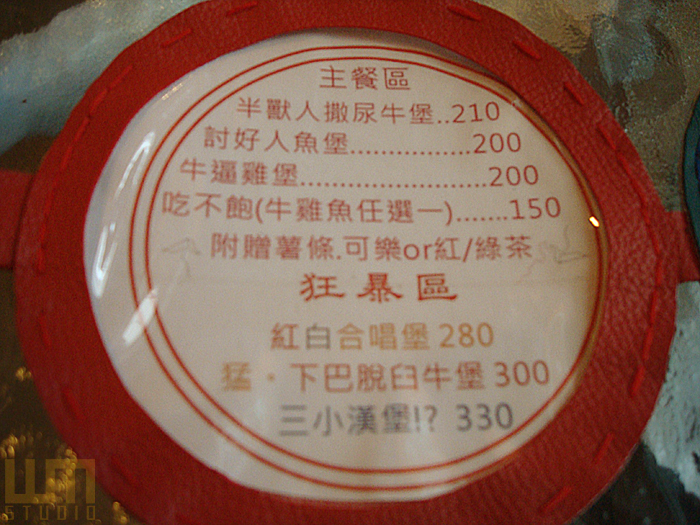 主餐區
半獸人撒尿牛堡..210
討好人魚堡................200
牛逼雞堡.........................200
吃不飽(牛雞魚任選一).......150
附贈薯條.可樂or紅/綠茶
狂暴區
紅白合唱堡 280
猛·下巴脫臼牛堡 300
三小漢堡!? 330
UM
STUDIO